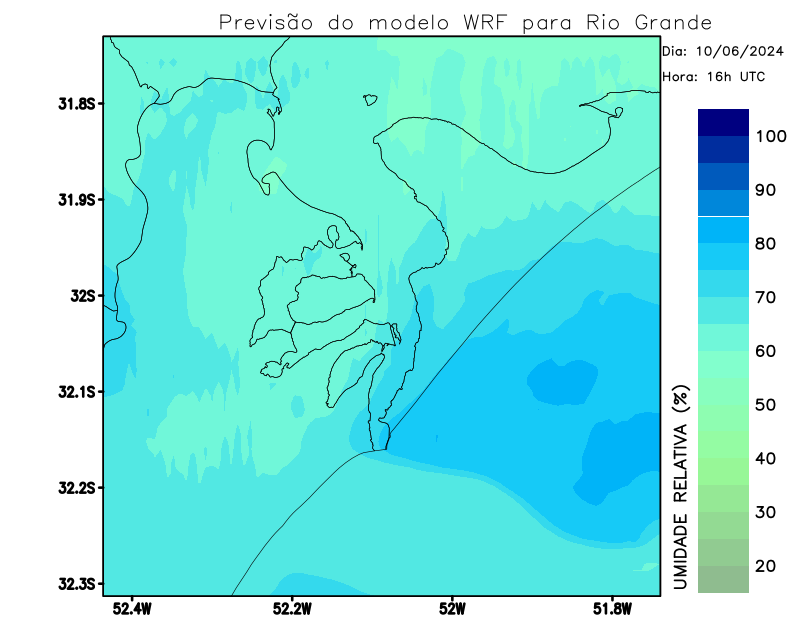 Previsão do modelo WRF para Rio Grande
Dia: 10/06/2024
Hora: 16h UTC
31.8S
31.9S
32S
32.1S
32.2S
32.3S
52.4W
52.2W
52W
51.8W
100
90
80
70
60
50
40
30
20
UMIDADE RELATIVA (%)